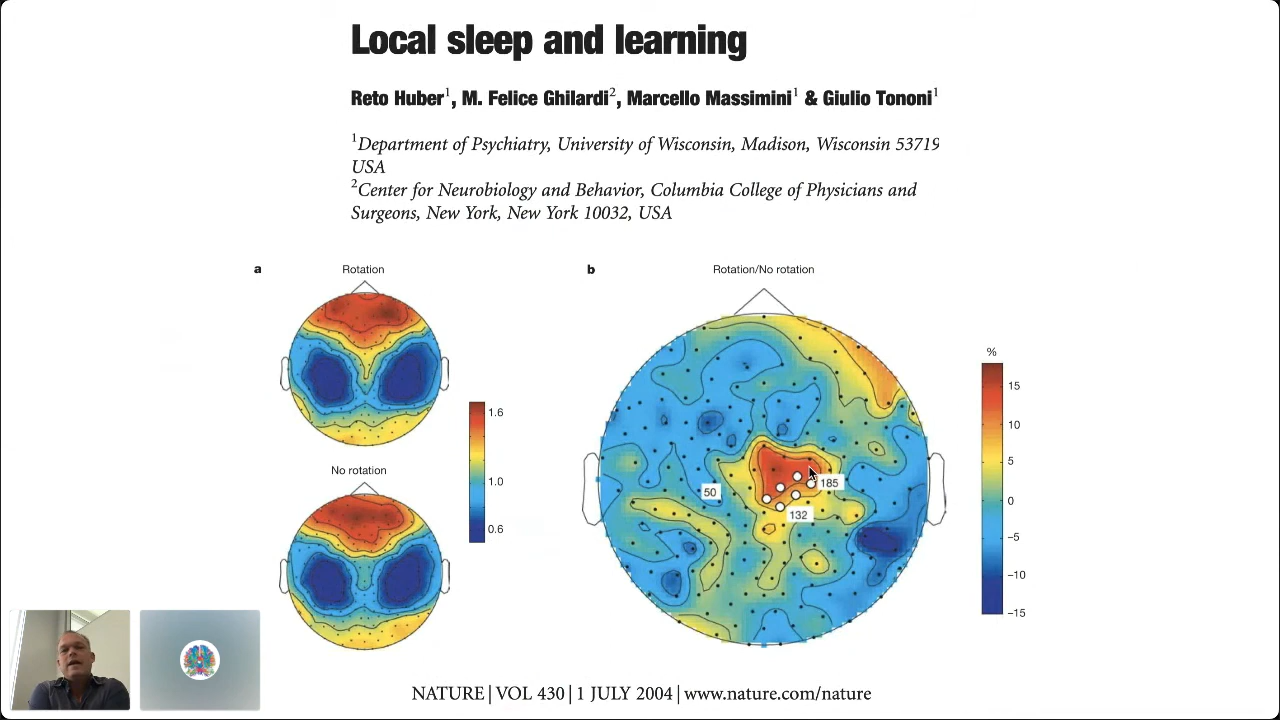 Local sleep and learning
Reto Huber1, M. Felice Ghilardi2, Marcello Massimini1 & Giulio Tononi1
1Department of Psychiatry, University of Wisconsin, Madison, Wisconsin 53719
USA
2Center for Neurobiology and Behavior, Columbia College of Physicians and
Surgeons, New York, New York 10032, USA
a
Rotation
1.6
1.0
0.6
No rotation
b
Rotation/No rotation
50
185
132
%
15
10
5
0
−5
−10
−15
NATURE | VOL 430 | 1 JULY 2004 | www.nature.com/nature